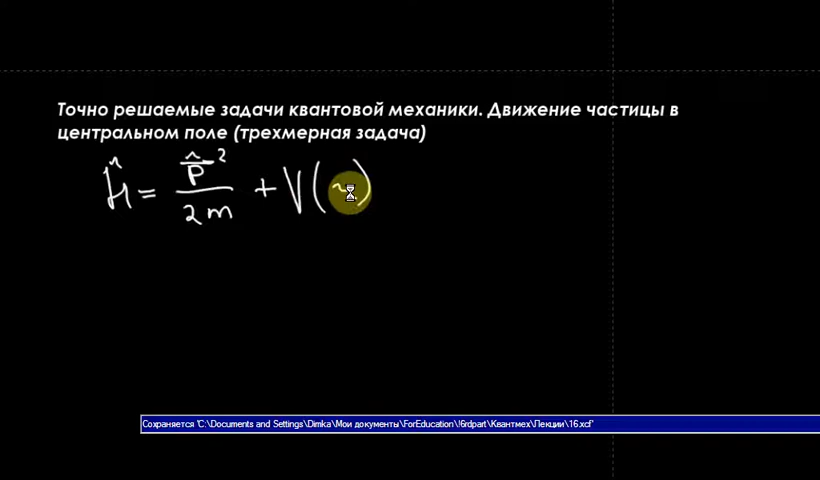 Точно решаемые задачи квантовой механики. Движение частицы в
центральном поле (трехмерная задача)
Ĥ = p̂² / 2m + V(r)
Сохраняется 'C:\Documents and Settings\Dimka\Мои документы\ForEducation\!6rdpart\Квантмех\Лекции\16.xcf'